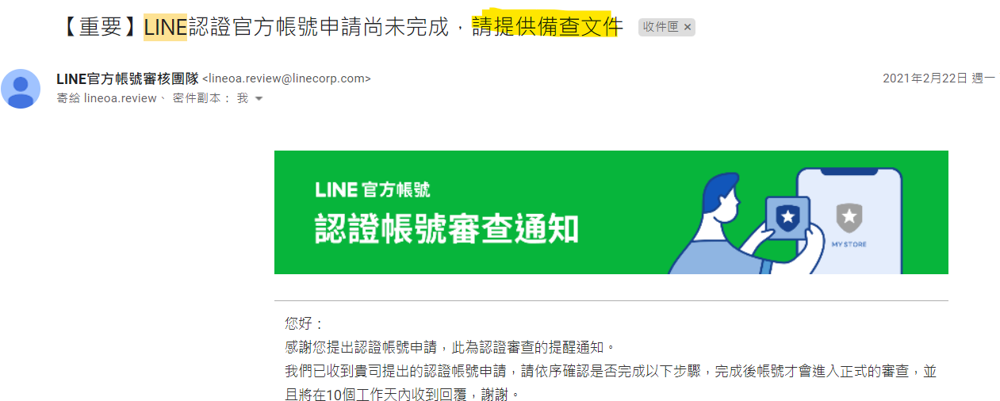 【重要】LINE認證官方帳號申請尚未完成，請提供備查文件 收件匣 ×
LINE官方帳號審核團隊 <lineoa.review@linecorp.com> 2021年2月22日 週一
寄給 lineoa.review、 密件副本： 我
LINE 官方帳號
認證帳號審查通知
MY STORE
您好：
感謝您提出認證帳號申請，此為認證審查的提醒通知。
我們已收到貴司提出的認證帳號申請，請依序確認是否完成以下步驟，完成後帳號才會進入正式的審查，並
且將在10個工作天內收到回覆，謝謝。